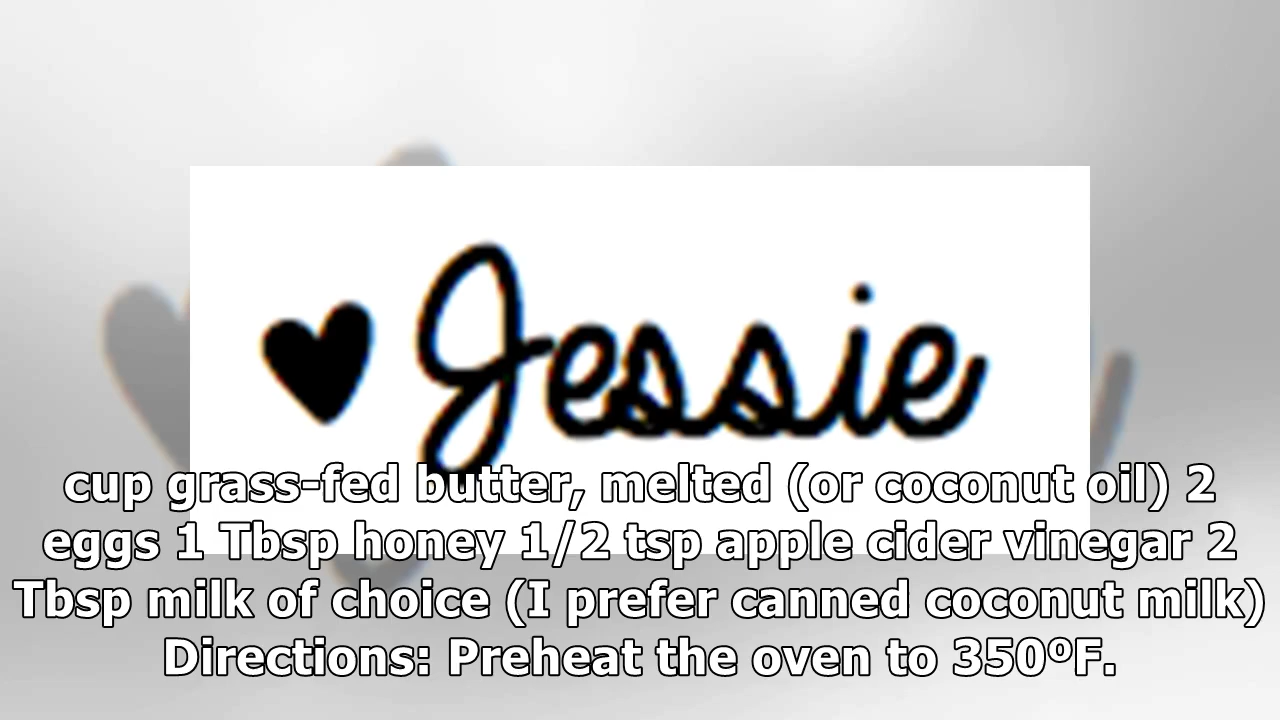 Jessie
cup grass-fed butter, melted (or coconut oil) 2
eggs 1 Tbsp honey 1/2 tsp apple cider vinegar 2
Tbsp milk of choice (I prefer canned coconut milk)
Directions: Preheat the oven to 350ºF.